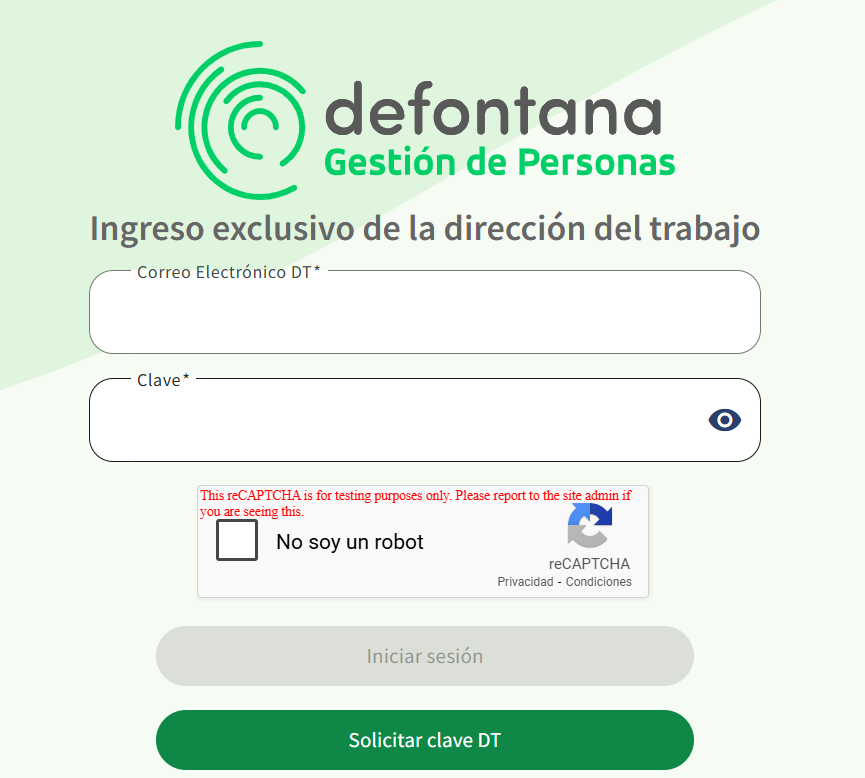 defontana
Gestión de Personas
Ingreso exclusivo de la dirección del trabajo
Correo Electrónico DT*
Clave*
This reCAPTCHA is for testing purposes only. Please report to the site admin if
you are seeing this.
No soy un robot
reCAPTCHA
Privacidad - Condiciones
Iniciar sesión
Solicitar clave DT